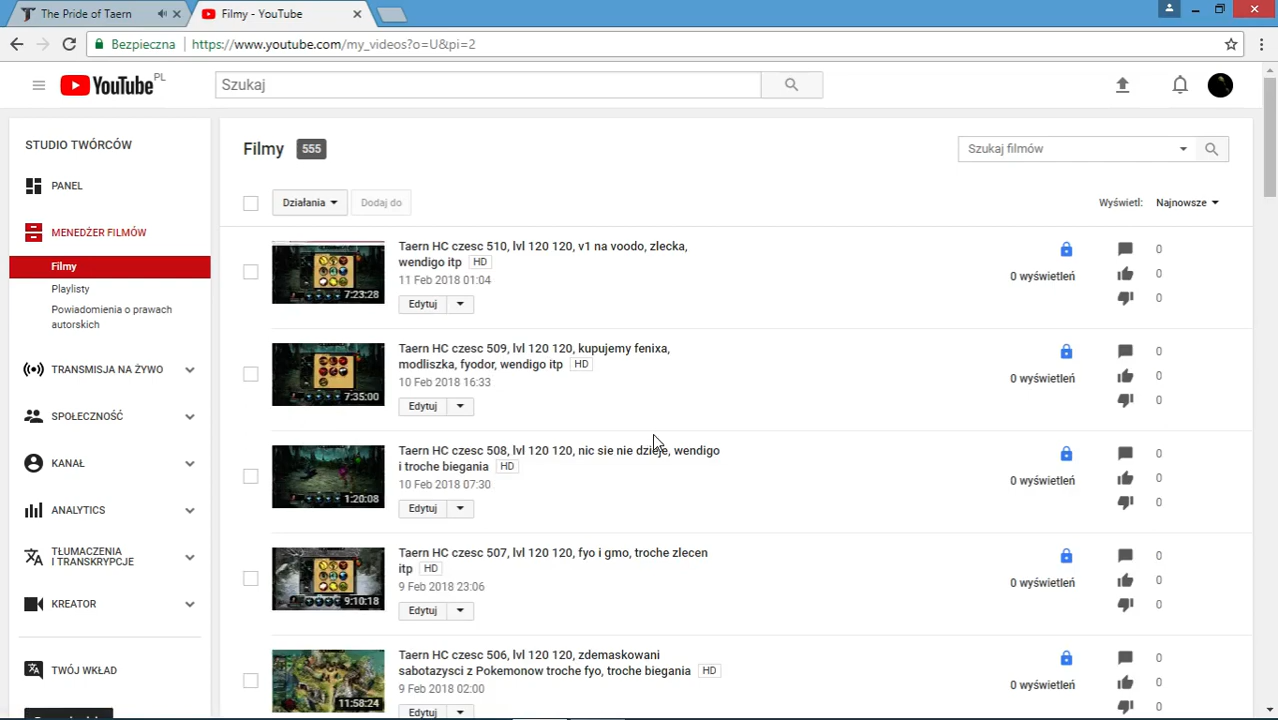 The Pride of Taern
Filmy - YouTube
Bezpieczna
https://www.youtube.com/my_videos?o=U&pi=2
YouTube PL
Szukaj
STUDIO TWÓRCÓW
PANEL
MENEDŻER FILMÓW
Filmy
Playlisty
Powiadomienia o prawach
autorskich
TRANSMISJA NA ŻYWO
SPOŁECZNOŚĆ
KANAŁ
ANALYTICS
TŁUMACZENIA
I TRANSKRYPCJE
KREATOR
TWÓJ WKŁAD
Filmy 555
Szukaj filmów
Działania
Dodaj do
Wyświetl: Najnowsze
Taern HC czesc 510, lvl 120 120, v1 na voodo, zlecka,
wendigo itp HD
11 Feb 2018 01:04
Edytuj
7:23:28
0 wyświetleń
0
0
0
Taern HC czesc 509, lvl 120 120, kupujemy fenixa,
modliszka, fyodor, wendigo itp HD
10 Feb 2018 16:33
Edytuj
7:35:00
0 wyświetleń
0
0
0
Taern HC czesc 508, lvl 120 120, nic sie nie dzieje, wendigo
i troche biegania HD
10 Feb 2018 07:30
Edytuj
1:20:08
0 wyświetleń
0
0
0
Taern HC czesc 507, lvl 120 120, fyo i gmo, troche zlecen
itp HD
9 Feb 2018 23:06
Edytuj
9:10:18
0 wyświetleń
0
0
0
Taern HC czesc 506, lvl 120 120, zdemaskowani
sabotazysci z Pokemonow troche fyo, troche biegania HD
9 Feb 2018 02:00
Edytuj
11:58:24
0 wyświetleń
0
0
0